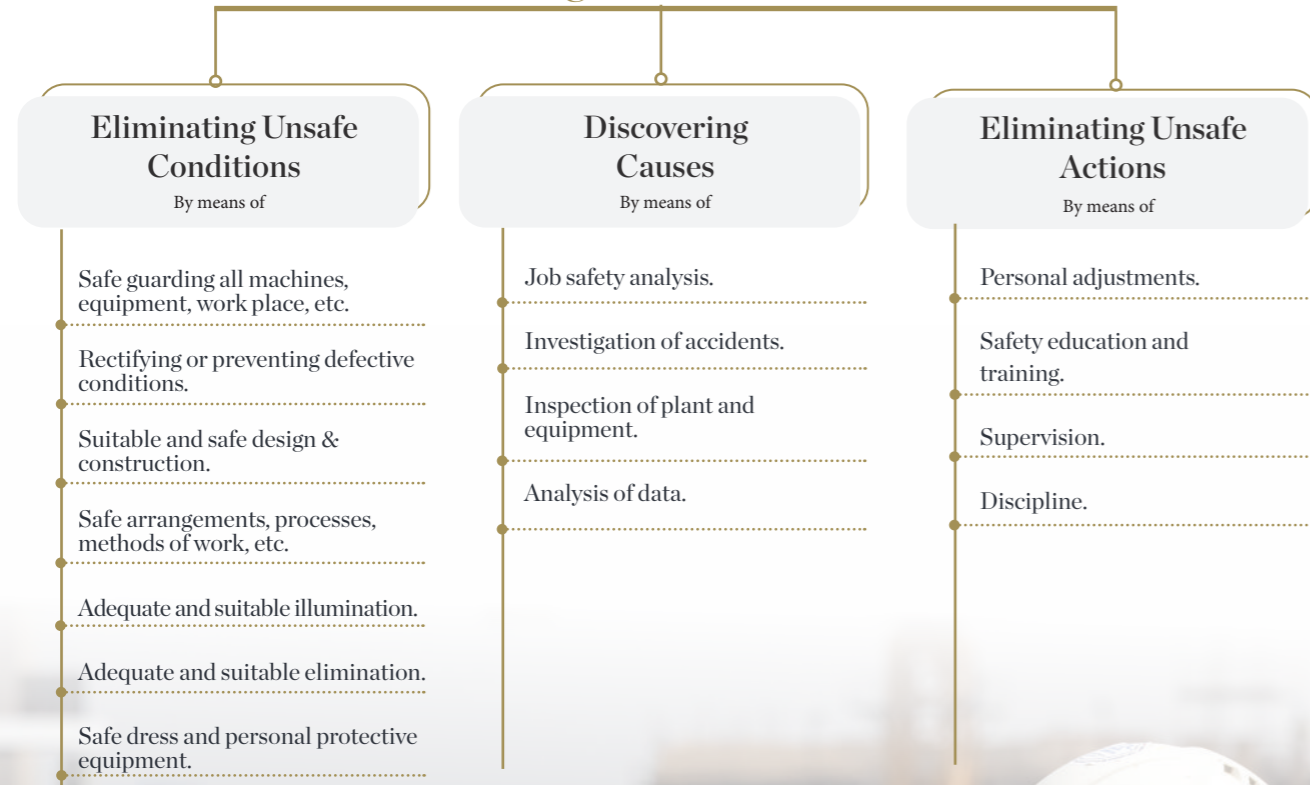 Eliminating Unsafe
Conditions
By means of
Safe guarding all machines,
equipment, work place, etc.
Rectifying or preventing defective
conditions.
Suitable and safe design &
construction.
Safe arrangements, processes,
methods of work, etc.
Adequate and suitable illumination.
Adequate and suitable elimination.
Safe dress and personal protective
equipment.
Discovering
Causes
By means of
Job safety analysis.
Investigation of accidents.
Inspection of plant and
equipment.
Analysis of data.
Eliminating Unsafe
Actions
By means of
Personal adjustments.
Safety education and
training.
Supervision.
Discipline.